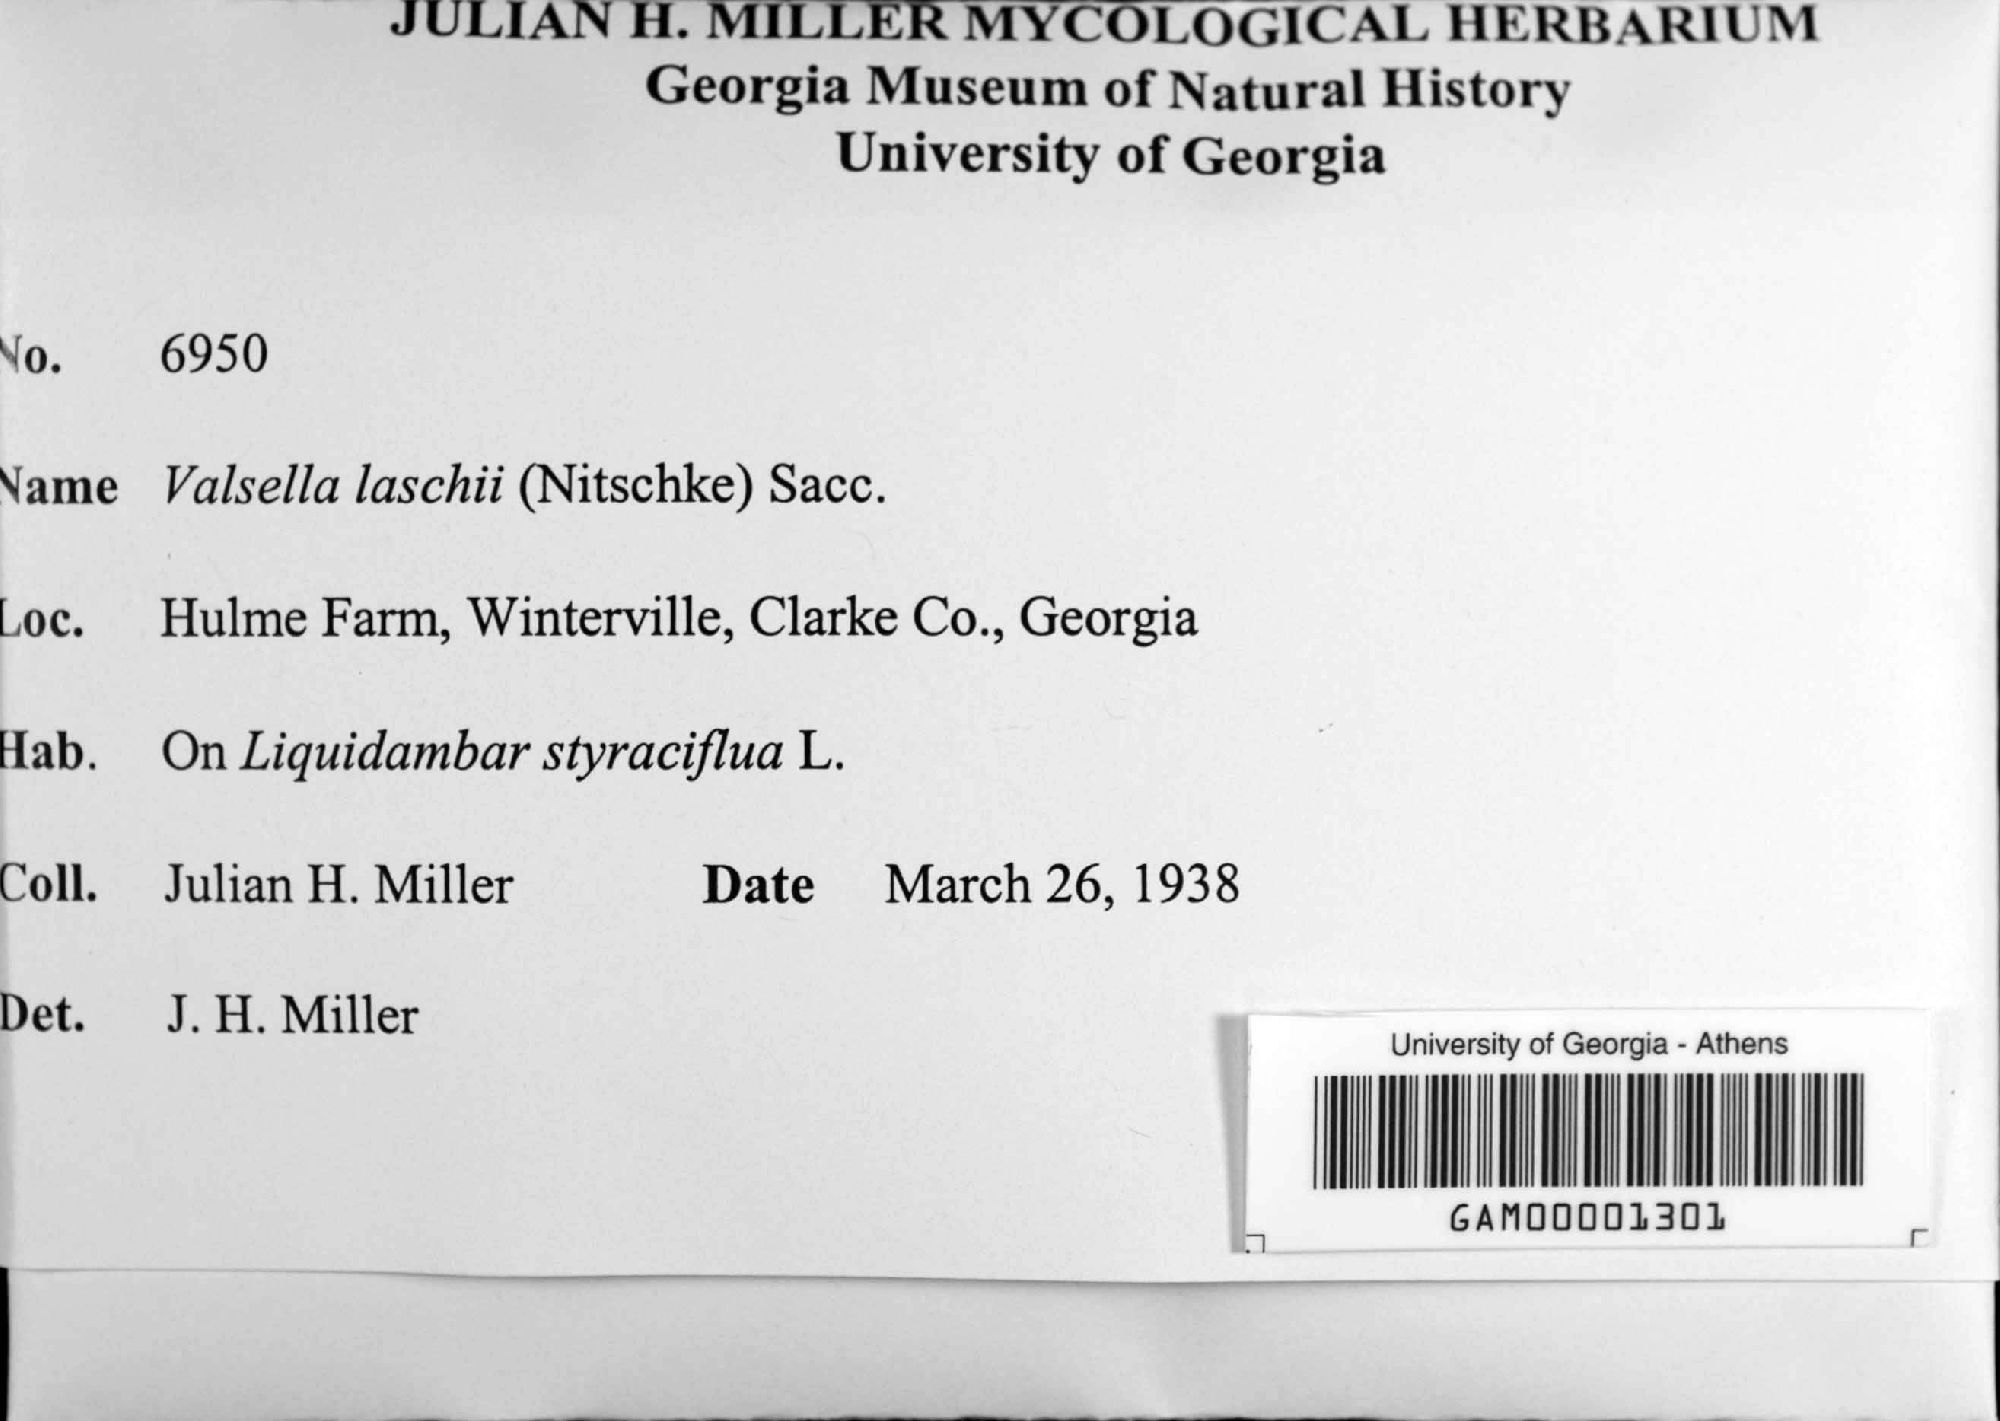 JULIAN H. MILLER MYCOLOGICAL HERBARIUM
Georgia Museum of Natural History
University of Georgia
No. 6950
Name Valsella laschii (Nitschke) Sacc.
Loc. Hulme Farm, Winterville, Clarke Co., Georgia
Hab. On Liquidambar styraciflua L.
Coll. Julian H. Miller Date March 26, 1938
Det. J. H. Miller
University of Georgia - Athens
GAM00001301